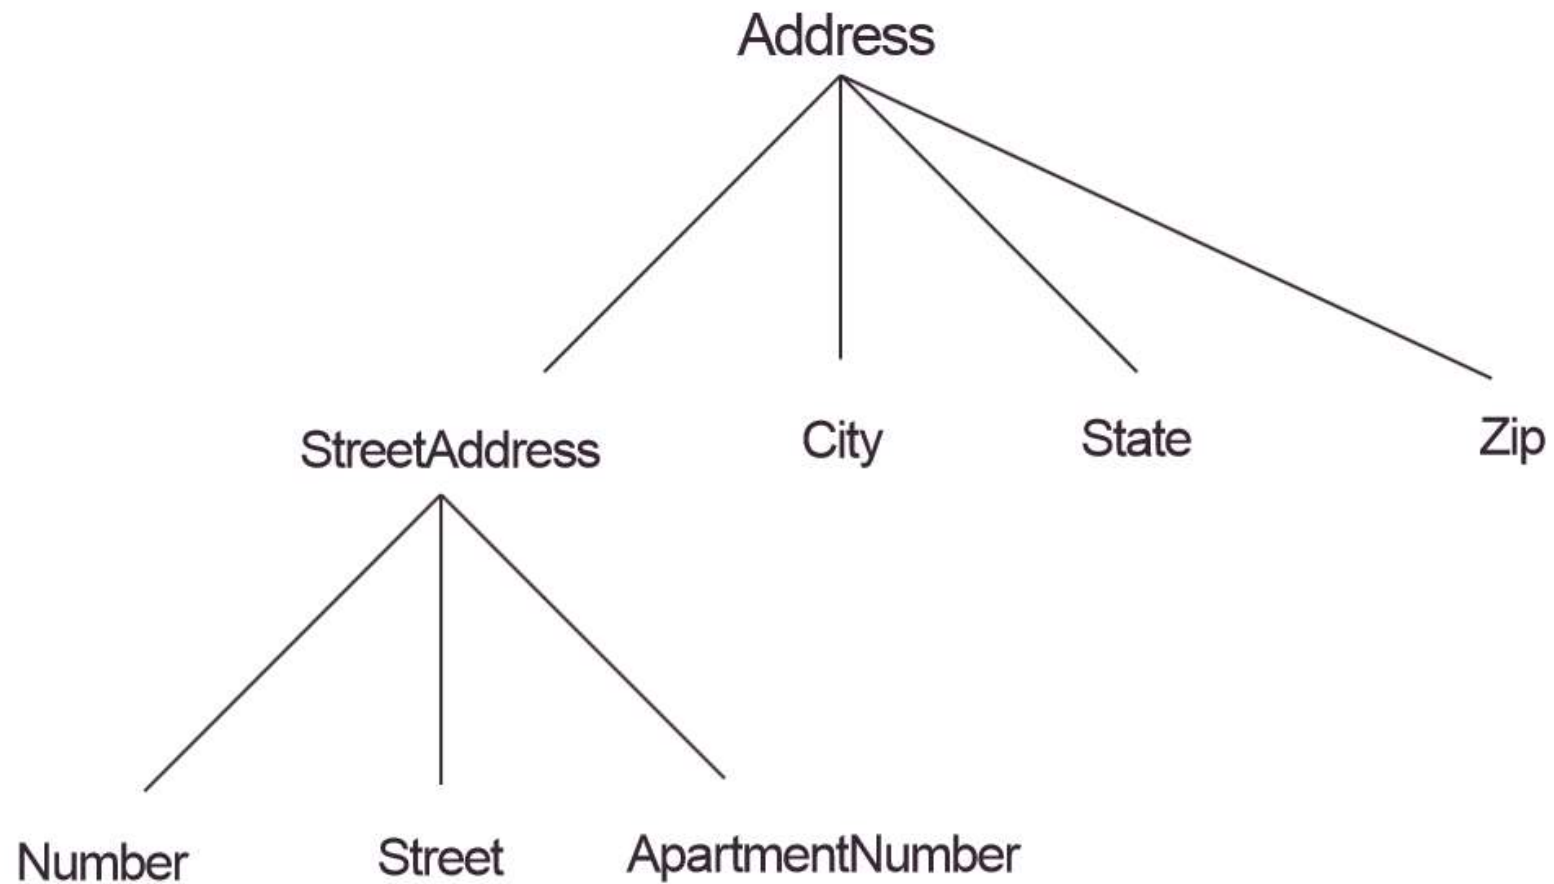 Address
StreetAddress
City
State
Zip
Number
Street
ApartmentNumber